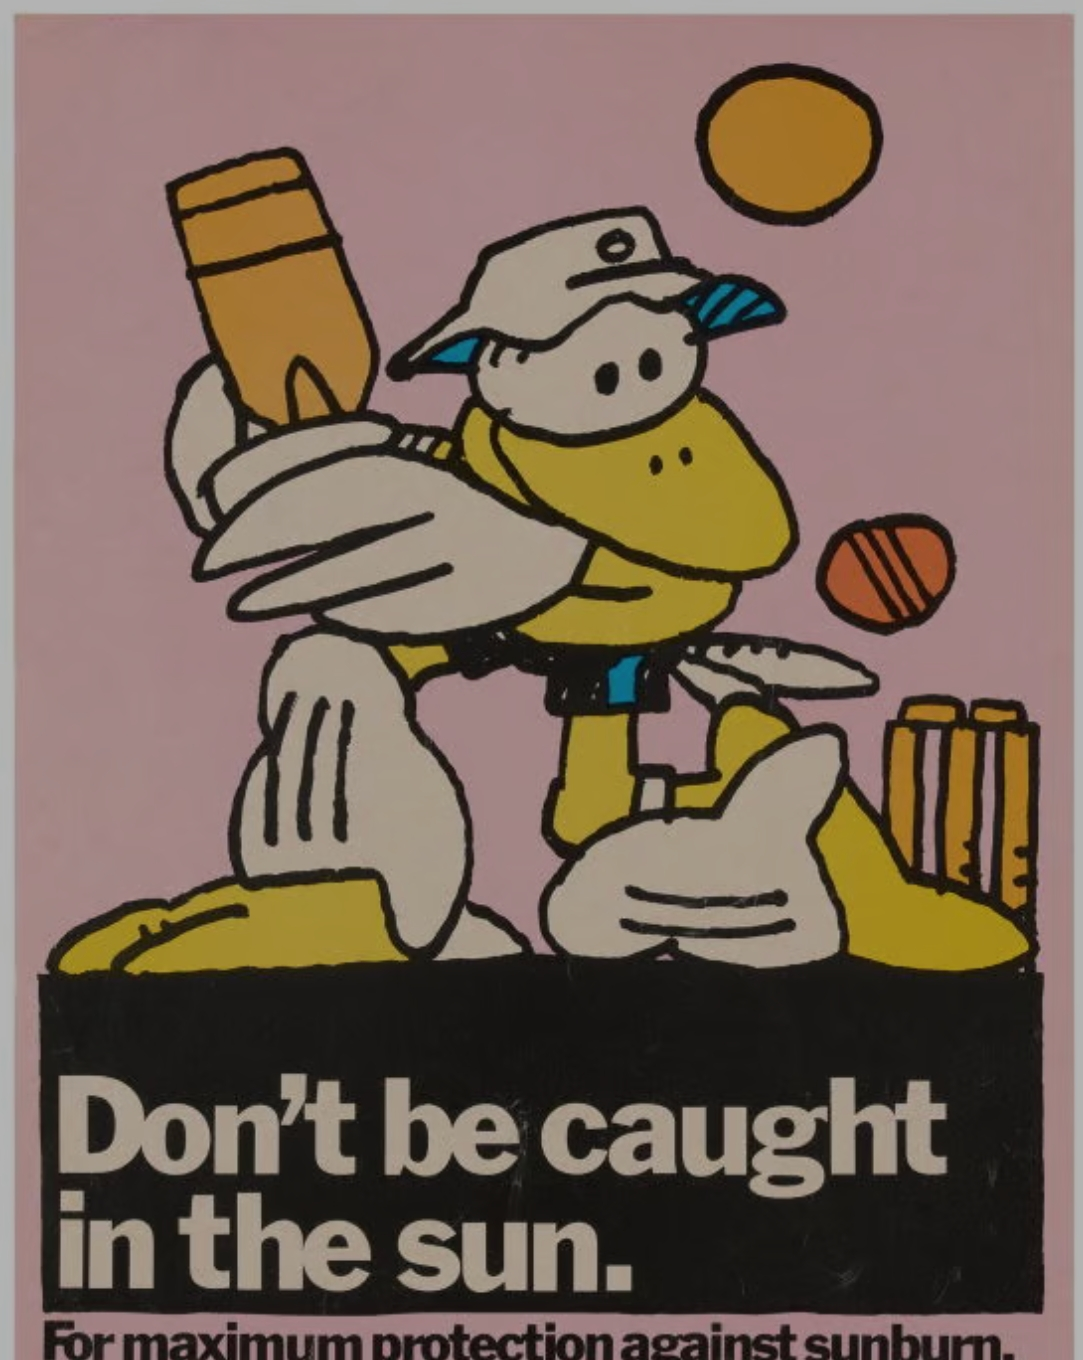 Don't be caught
in the sun.
For maximum protection against sunburn.